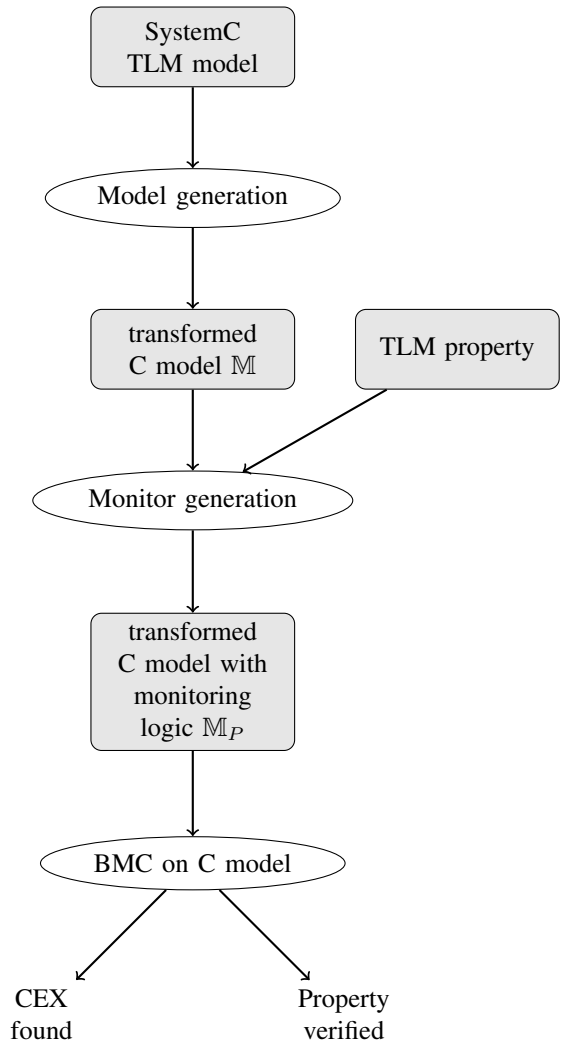 SystemC
TLM model
Model generation
transformed
C model 𝕄
TLM property
Monitor generation
transformed
C model with
monitoring
logic 𝕄_P
BMC on C model
CEX
found
Property
verified